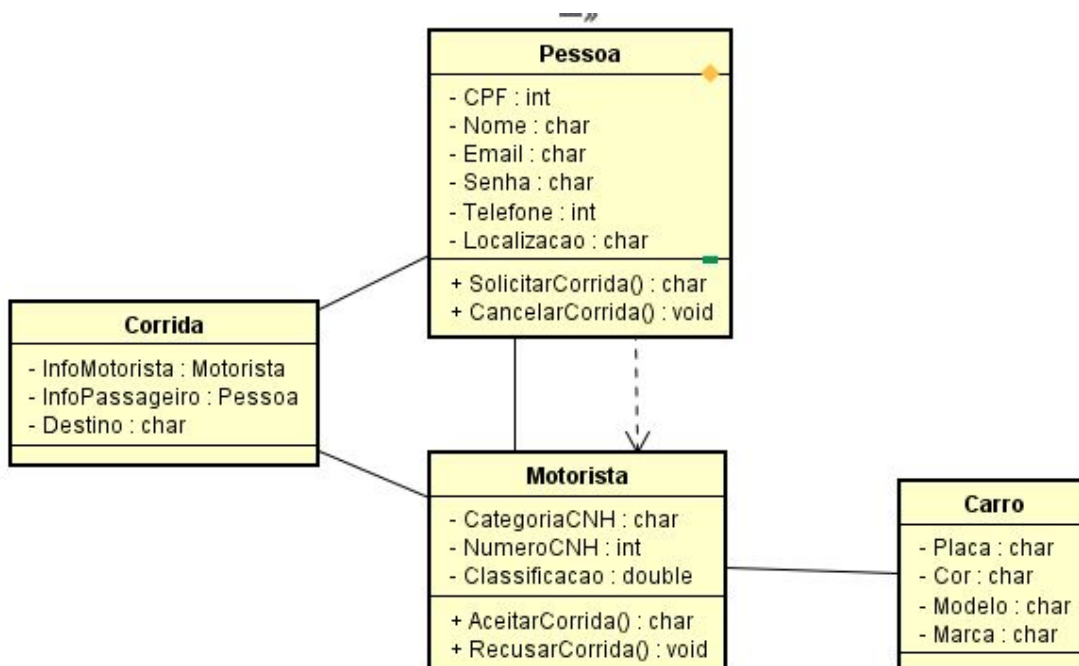 Pessoa
- CPF : int
- Nome : char
- Email : char
- Senha : char
- Telefone : int
- Localizacao : char
+ SolicitarCorrida() : char
+ CancelarCorrida() : void
Corrida
- InfoMotorista : Motorista
- InfoPassageiro : Pessoa
- Destino : char
Motorista
- CategoriaCNH : char
- NumeroCNH : int
- Classificacao : double
+ AceitarCorrida() : char
+ RecusarCorrida() : void
Carro
- Placa : char
- Cor : char
- Modelo : char
- Marca : char